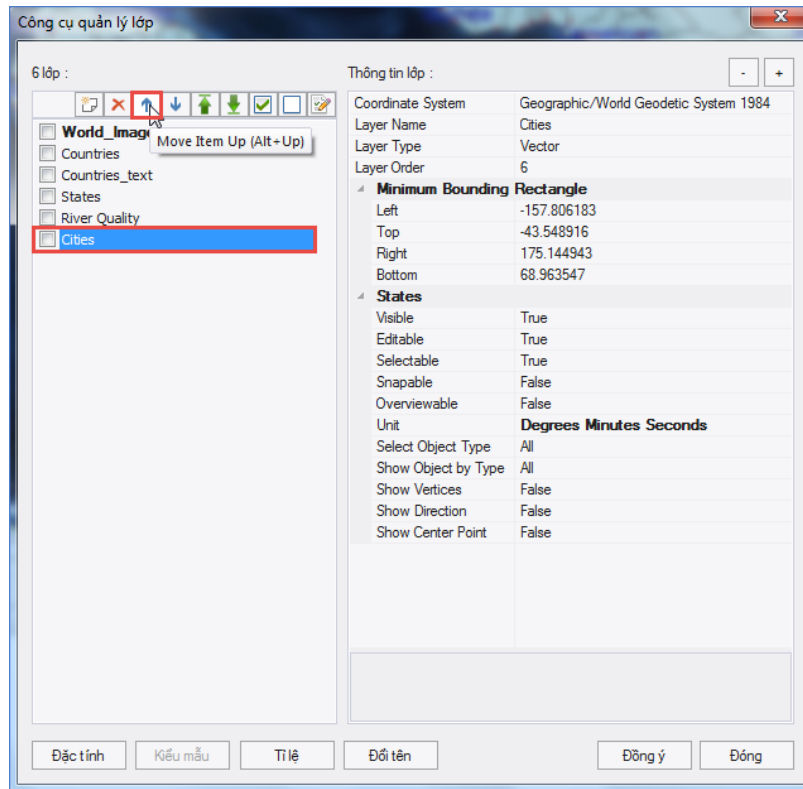 Công cụ quản lý lớp
6 lớp :
Move Item Up (Alt+Up)
Countries
Countries_text
States
River Quality
Cities
Thông tin lớp :
- +
Coordinate System Geographic/World Geodetic System 1984
Layer Name Cities
Layer Type Vector
Layer Order 6
Minimum Bounding Rectangle
Left -157.806183
Top -43.548916
Right 175.144943
Bottom 68.963547
States
Visible True
Editable True
Selectable True
Snapable False
Overviewable False
Unit Degrees Minutes Seconds
Select Object Type All
Show Object by Type All
Show Vertices False
Show Direction False
Show Center Point False
Đặc tính Kiểu mẫu Tỉ lệ Đổi tên Đồng ý Đóng